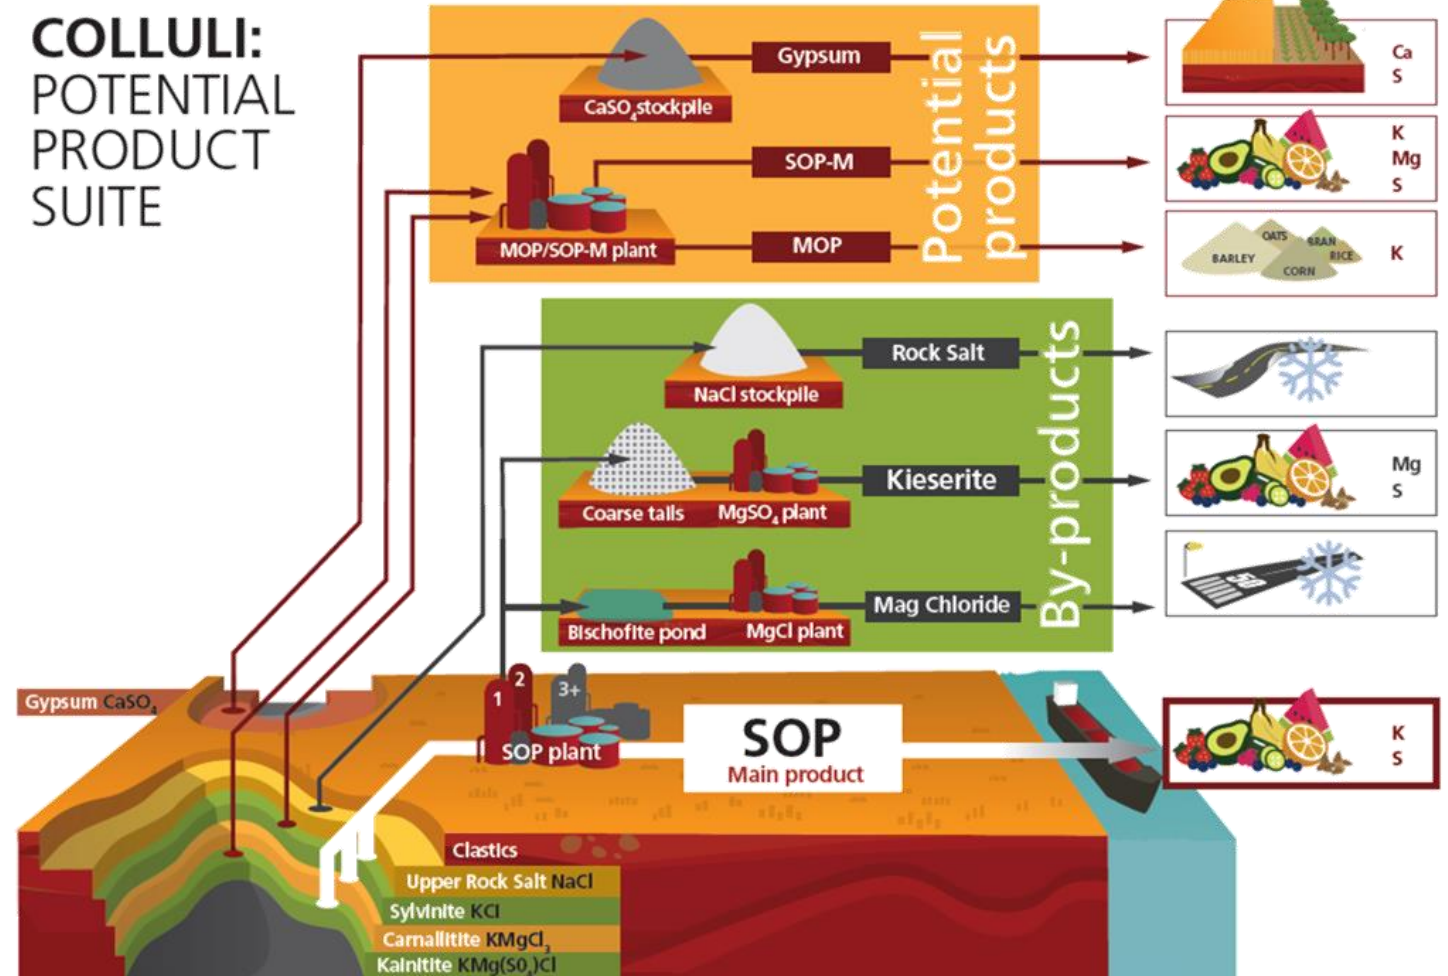 COLLULI:
POTENTIAL
PRODUCT
SUITE
Potential
products
CaSO₄ stockpile
Gypsum
Ca
S
SOP-M
K
Mg
S
MOP/SOP-M plant
MOP
BARLEY
OATS
BRAN
RICE
CORN
K
By-products
NaCl stockpile
Rock Salt
Coarse tails
MgSO₄ plant
Kieserite
Mg
S
Bischofite pond
MgCl plant
Mag Chloride
50
Gypsum CaSO₄
1
2
3+
SOP plant
SOP
Main product
K
S
Clastics
Upper Rock Salt NaCl
Sylvinite KCl
Carnallitite KMgCl₃
Kainitite KMg(SO₄)Cl